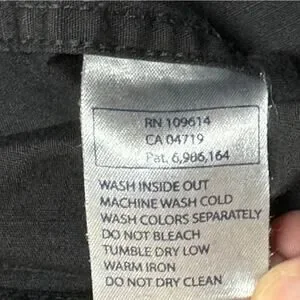 RN 109614
CA 04719
Pat. 6,986,164
WASH INSIDE OUT
MACHINE WASH COLD
WASH COLORS SEPARATELY
DO NOT BLEACH
TUMBLE DRY LOW
WARM IRON
DO NOT DRY CLEAN